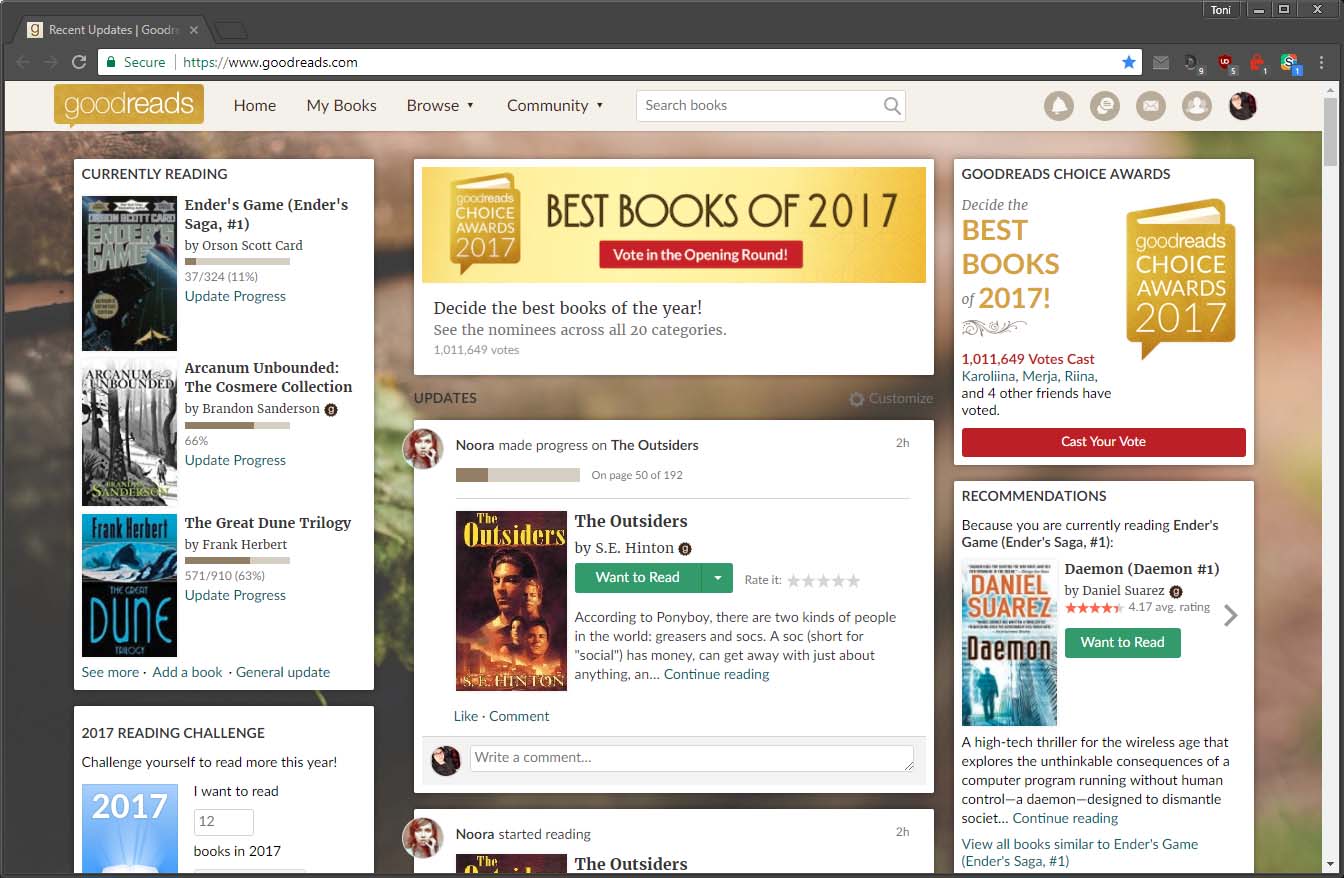 Toni
Recent Updates | Goodre
Secure
https://www.goodreads.com
9
5
1
1
goodreads
Home
My Books
Browse ▼
Community ▼
Search books
CURRENTLY READING
ORSON SCOTT CARD
ENDER'S
GAME
Ender's Game (Ender's
Saga, #1)
by Orson Scott Card
37/324 (11%)
Update Progress
ARCANUM
UNBOUNDED
BRANDON
SANDERSON
Arcanum Unbounded:
The Cosmere Collection
by Brandon Sanderson g
66%
Update Progress
Frank Herbert
THE GREAT
DUNE
TRILOGY
The Great Dune Trilogy
by Frank Herbert
571/910 (63%)
Update Progress
See more · Add a book · General update
2017 READING CHALLENGE
Challenge yourself to read more this year!
2017
I want to read
12
books in 2017
goodreads
CHOICE
AWARDS
2017
BEST BOOKS OF 2017
Vote in the Opening Round!
Decide the best books of the year!
See the nominees across all 20 categories.
1,011,649 votes
UPDATES
Customize
Noora made progress on The Outsiders
2h
On page 50 of 192
The
Outsiders
S.E. HINTON
The Outsiders
by S.E. Hinton g
Want to Read
Rate it:
According to Ponyboy, there are two kinds of people
in the world: greasers and socs. A soc (short for
"social") has money, can get away with just about
anything, an... Continue reading
Like · Comment
Write a comment...
Noora started reading
2h
The
The Outsiders
GOODREADS CHOICE AWARDS
Decide the
BEST
BOOKS
of 2017!
goodreads
CHOICE
AWARDS
2017
1,011,649 Votes Cast
Karoliina, Merja, Riina,
and 4 other friends have
voted.
Cast Your Vote
RECOMMENDATIONS
Because you are currently reading Ender's
Game (Ender's Saga, #1):
DANIEL
SUAREZ
Daemon
Daemon (Daemon #1)
by Daniel Suarez g
4.17 avg. rating
Want to Read
A high-tech thriller for the wireless age that
explores the unthinkable consequences of a
computer program running without human
control—a daemon—designed to dismantle
societ... Continue reading
View all books similar to Ender's Game
(Ender's Saga, #1)